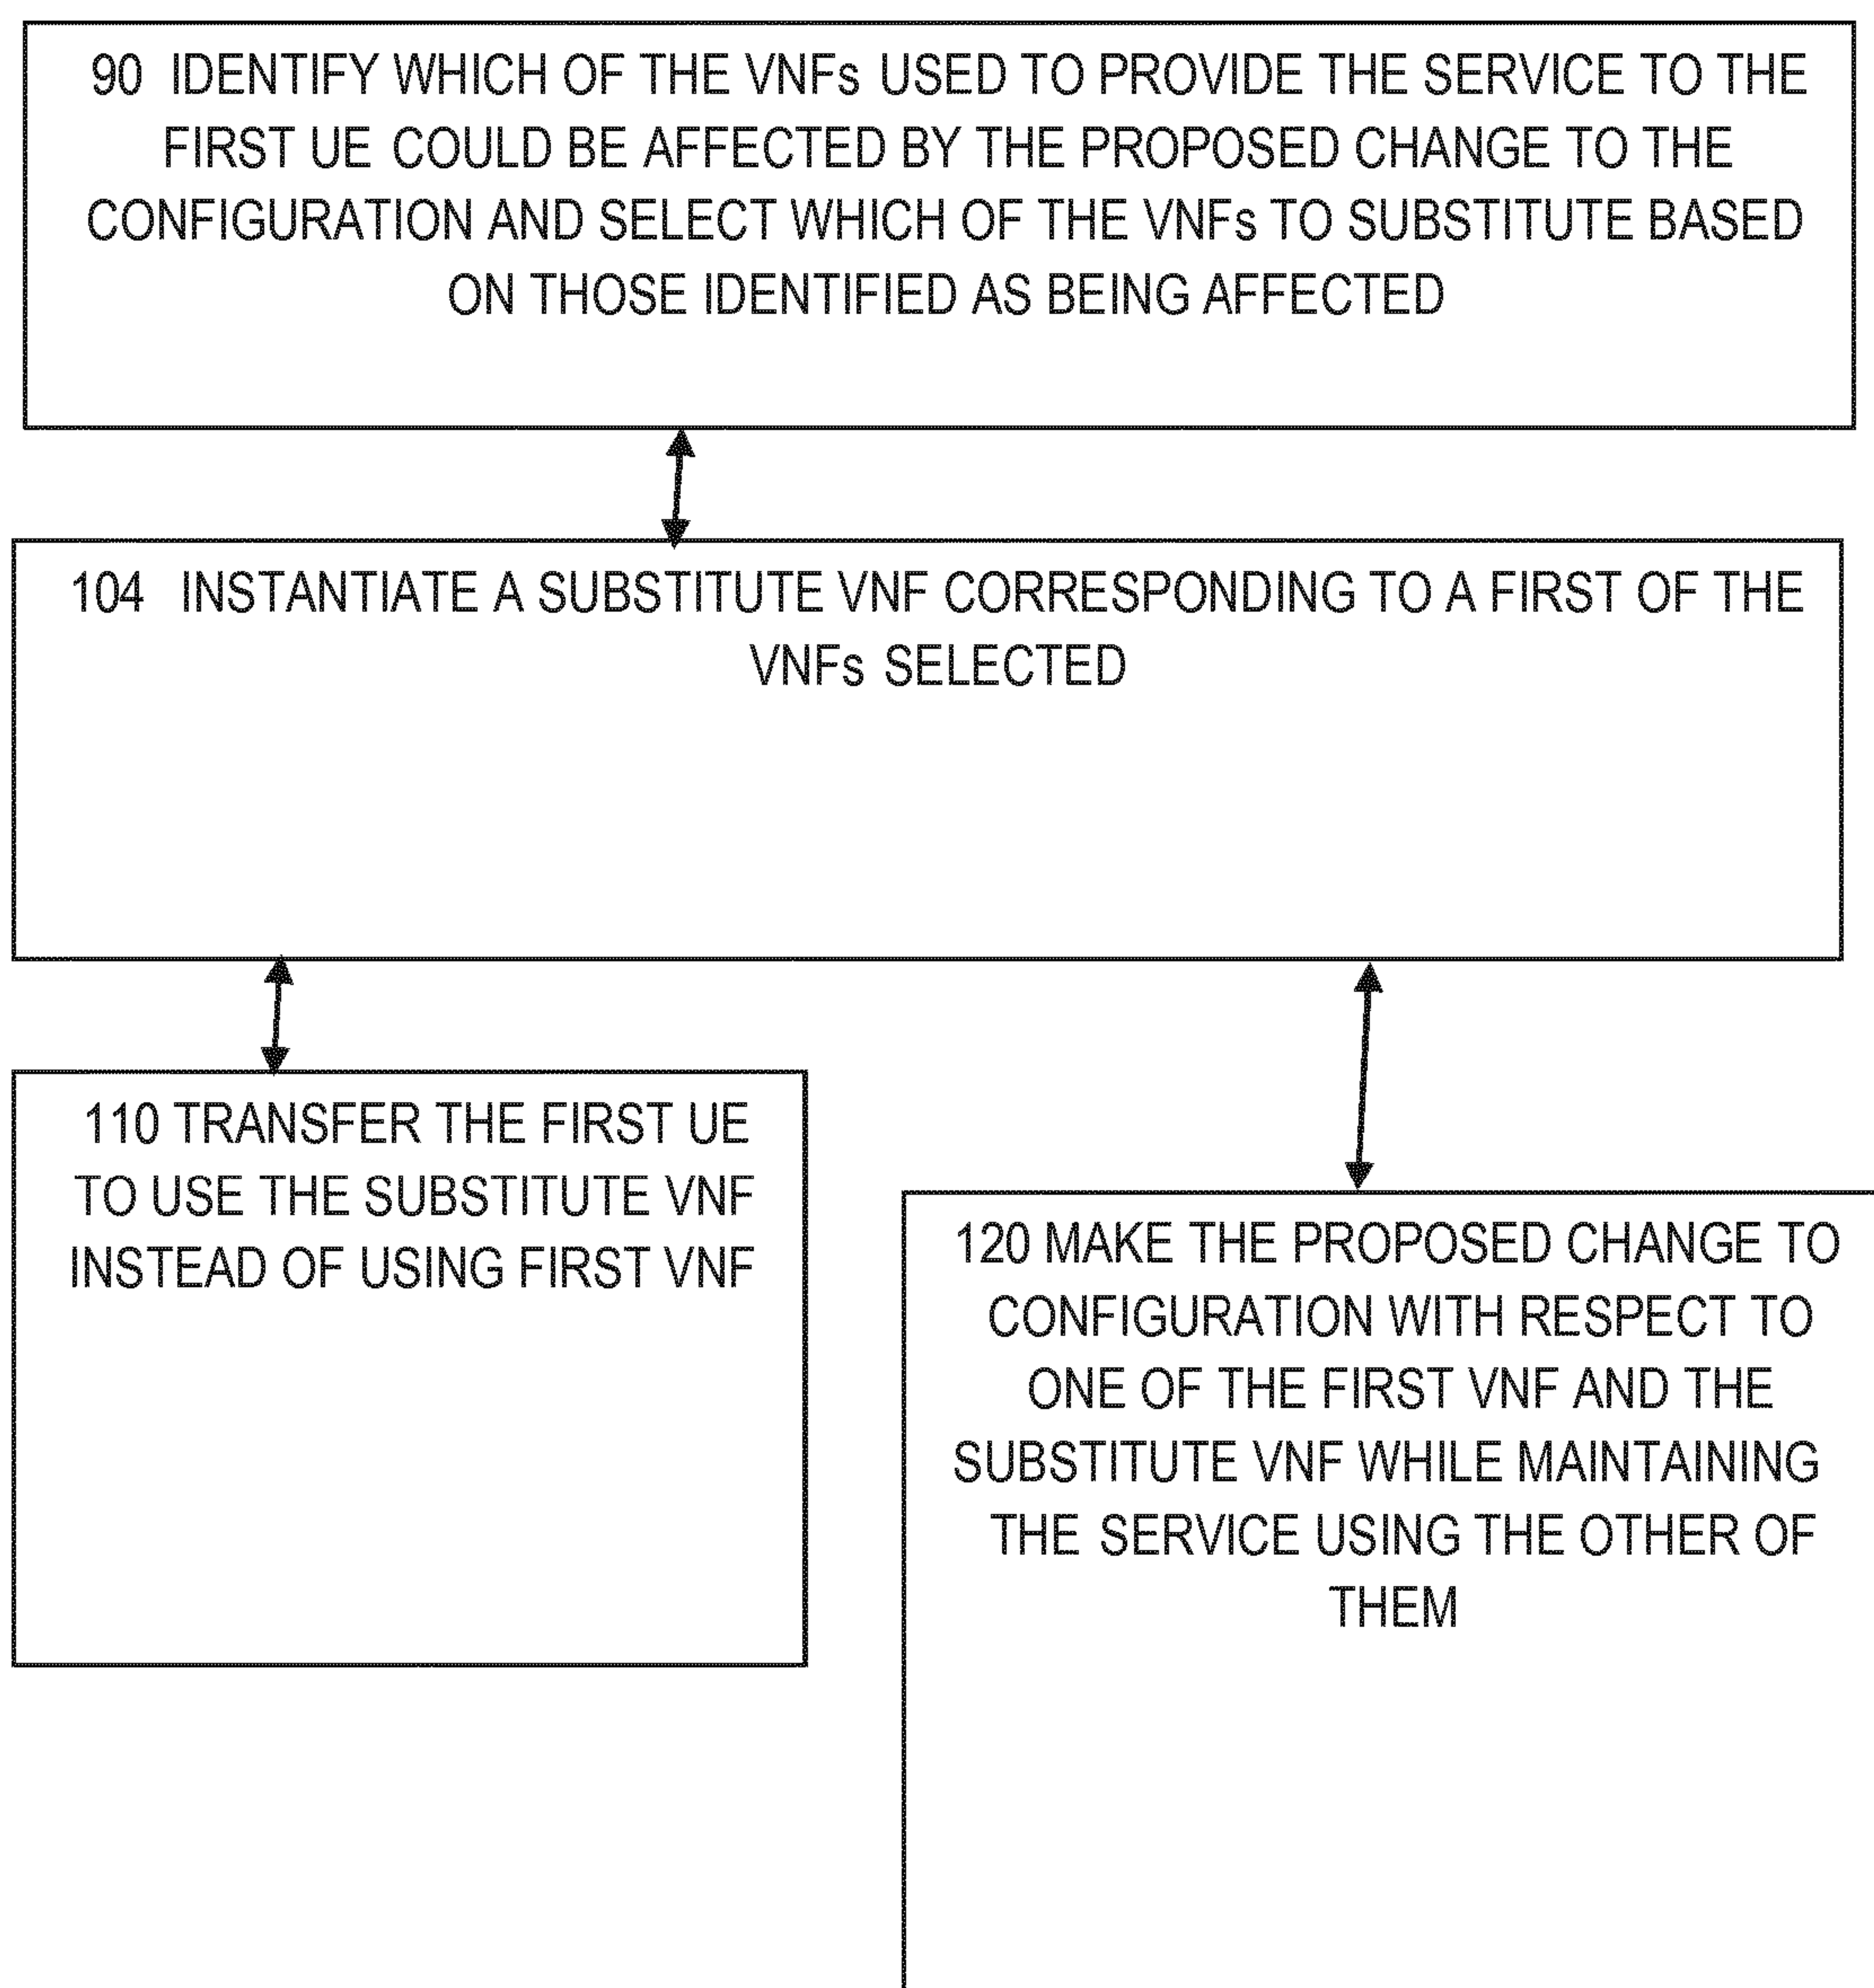 90 IDENTIFY WHICH OF THE VNFs USED TO PROVIDE THE SERVICE TO THE
FIRST UE COULD BE AFFECTED BY THE PROPOSED CHANGE TO THE
CONFIGURATION AND SELECT WHICH OF THE VNFs TO SUBSTITUTE BASED
ON THOSE IDENTIFIED AS BEING AFFECTED
104 INSTANTIATE A SUBSTITUTE VNF CORRESPONDING TO A FIRST OF THE
VNFs SELECTED
110 TRANSFER THE FIRST UE
TO USE THE SUBSTITUTE VNF
INSTEAD OF USING FIRST VNF
120 MAKE THE PROPOSED CHANGE TO
CONFIGURATION WITH RESPECT TO
ONE OF THE FIRST VNF AND THE
SUBSTITUTE VNF WHILE MAINTAINING
THE SERVICE USING THE OTHER OF
THEM